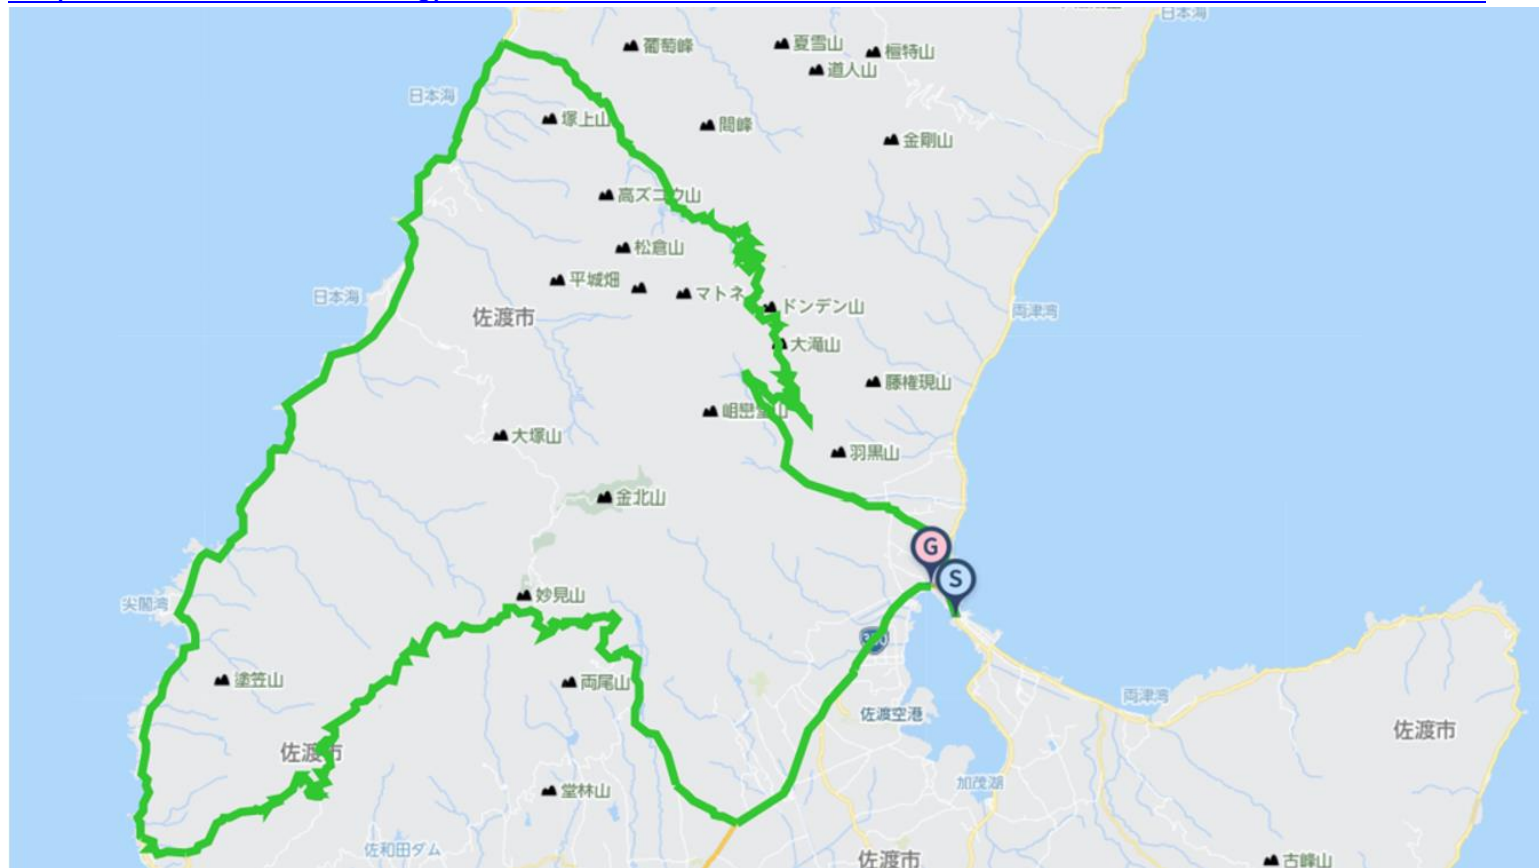 日本海
葡萄峰
夏雪山
檀特山
道人山
日本海
塚上山
間峰
金剛山
高ズコウ山
松倉山
平城畑
マトネ
ドンデン山
日本海
両津湾
佐渡市
大滝山
藤権現山
大塚山
羽黒山
金北山
G
S
妙見山
尖閣湾
塗笠山
両尾山
両津湾
佐渡空港
佐渡市
佐渡市
加茂湖
堂林山
佐和田ダム
佐渡市
古峰山